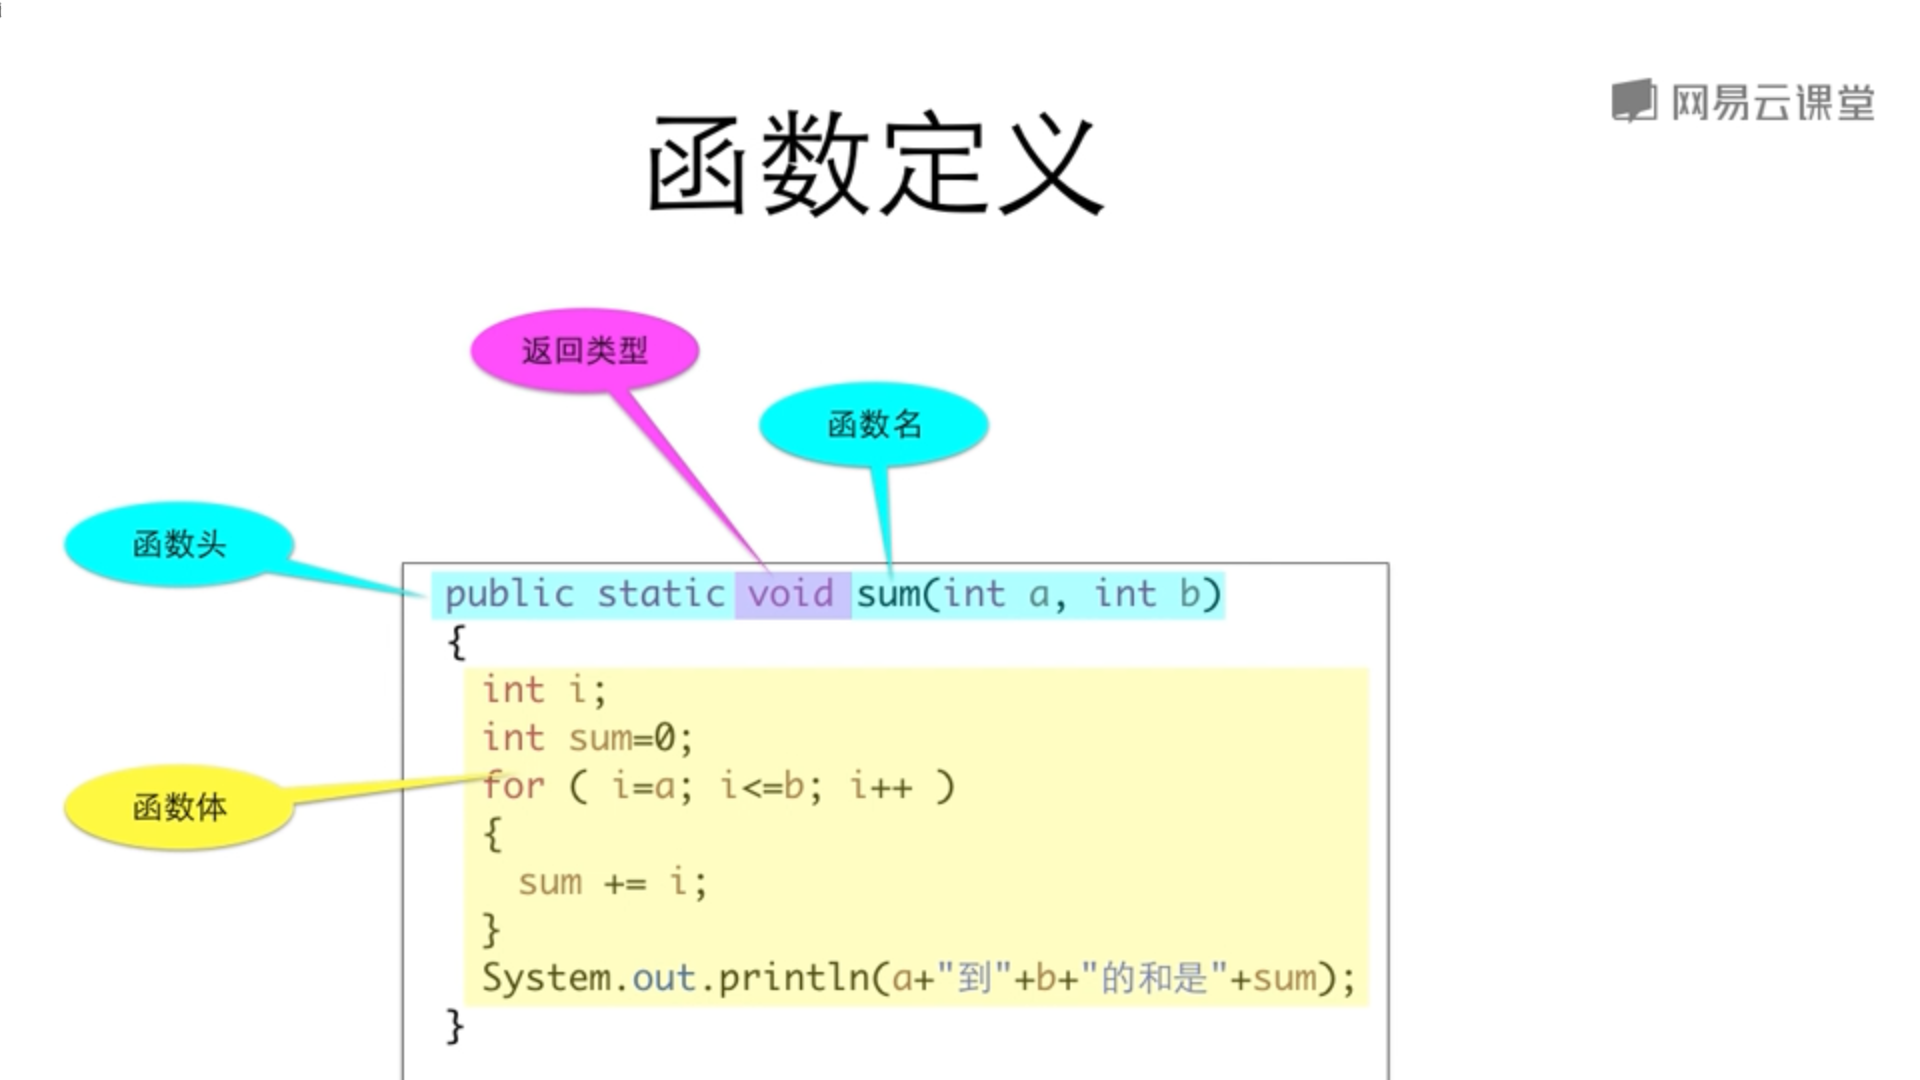 网易云课堂
函数定义
返回类型
函数名
函数头
public static void sum(int a, int b)
{
int i;
int sum=0;
for ( i=a; i<=b; i++ )
函数体
{
sum += i;
}
System.out.println(a+"到"+b+"的和是"+sum);
}